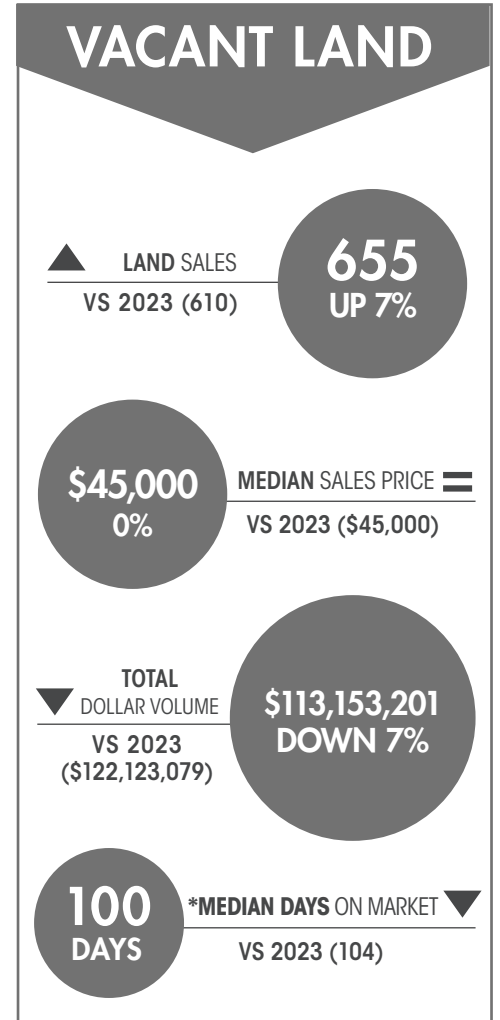 VACANT LAND
LAND SALES
VS 2023 (610)
655
UP 7%
$45,000
0%
MEDIAN SALES PRICE
VS 2023 ($45,000)
TOTAL
DOLLAR VOLUME
VS 2023
($122,123,079)
$113,153,201
DOWN 7%
100
DAYS
*MEDIAN DAYS ON MARKET
VS 2023 (104)